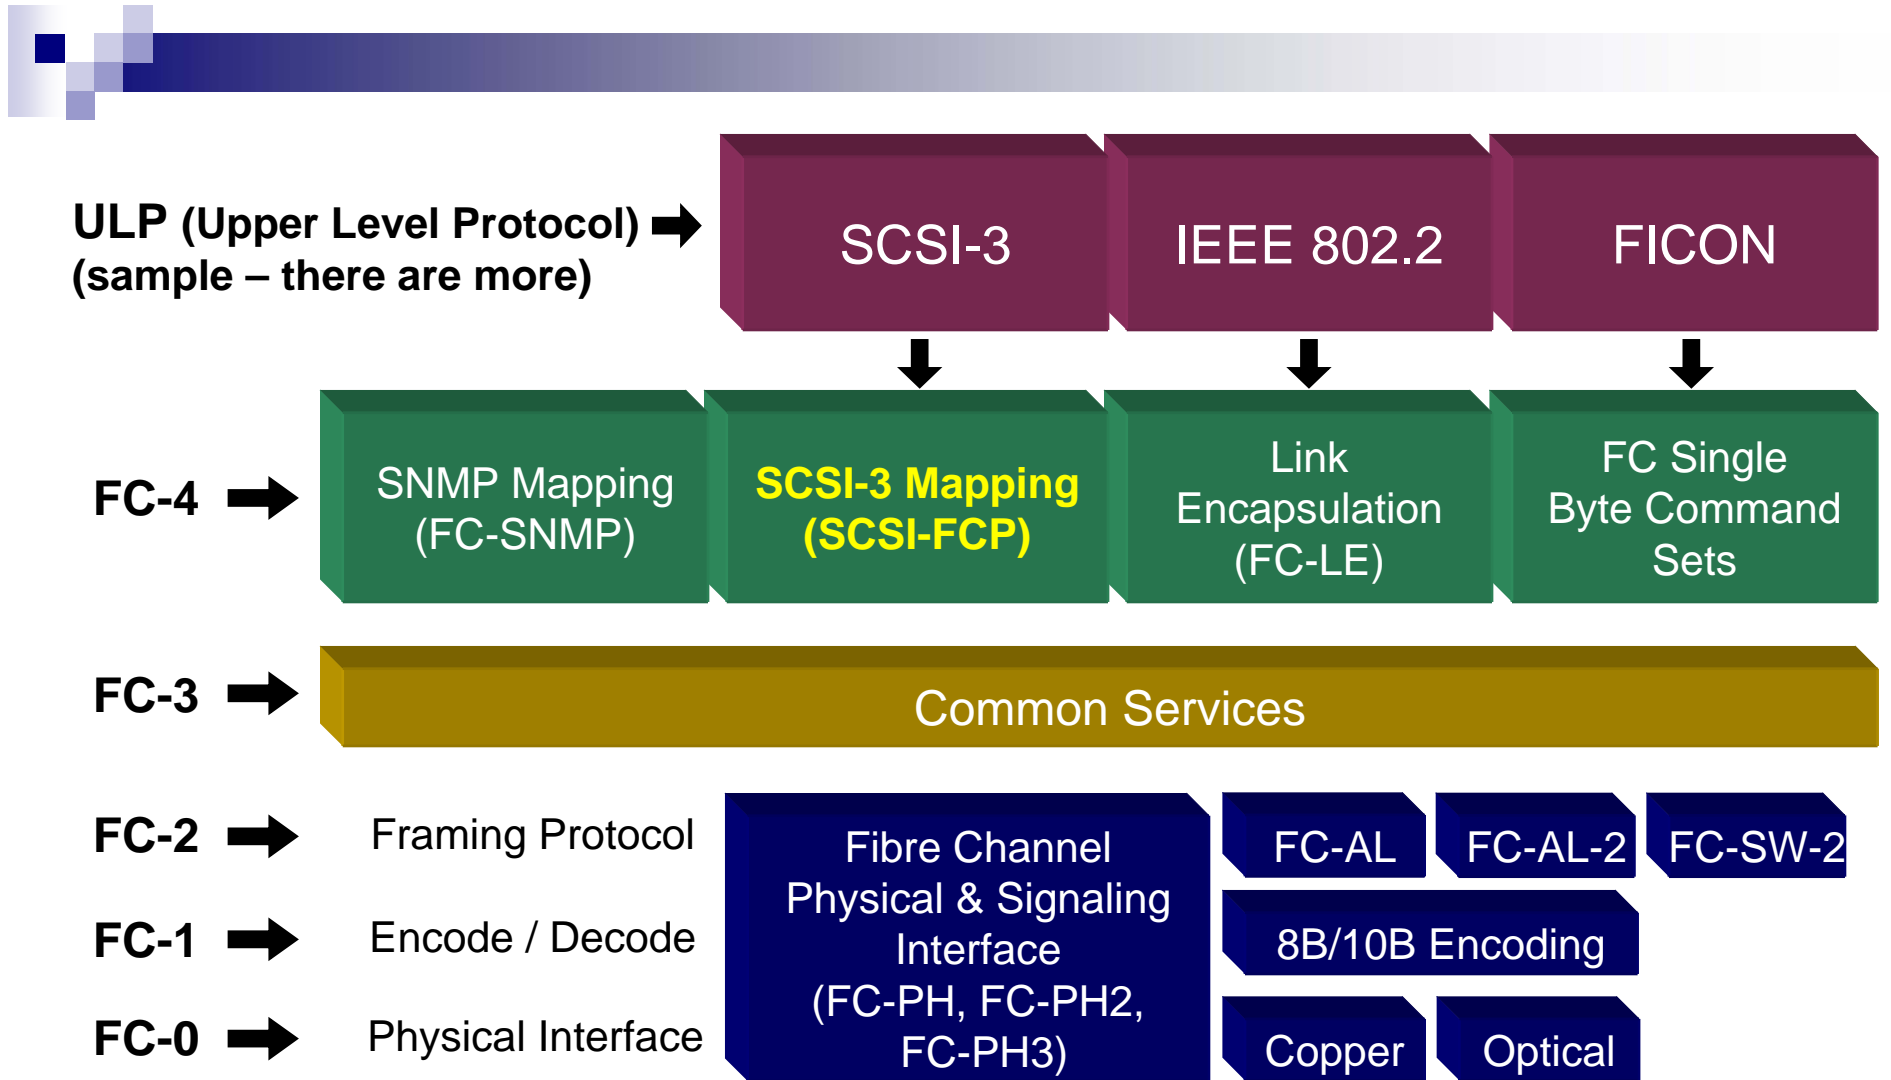 ULP (Upper Level Protocol)
(sample – there are more)
SCSI-3
IEEE 802.2
FICON
FC-4
SNMP Mapping
(FC-SNMP)
SCSI-3 Mapping
(SCSI-FCP)
Link
Encapsulation
(FC-LE)
FC Single
Byte Command
Sets
FC-3
Common Services
FC-2
Framing Protocol
FC-1
Encode / Decode
FC-0
Physical Interface
Fibre Channel
Physical & Signaling
Interface
(FC-PH, FC-PH2,
FC-PH3)
FC-AL
FC-AL-2
FC-SW-2
8B/10B Encoding
Copper
Optical